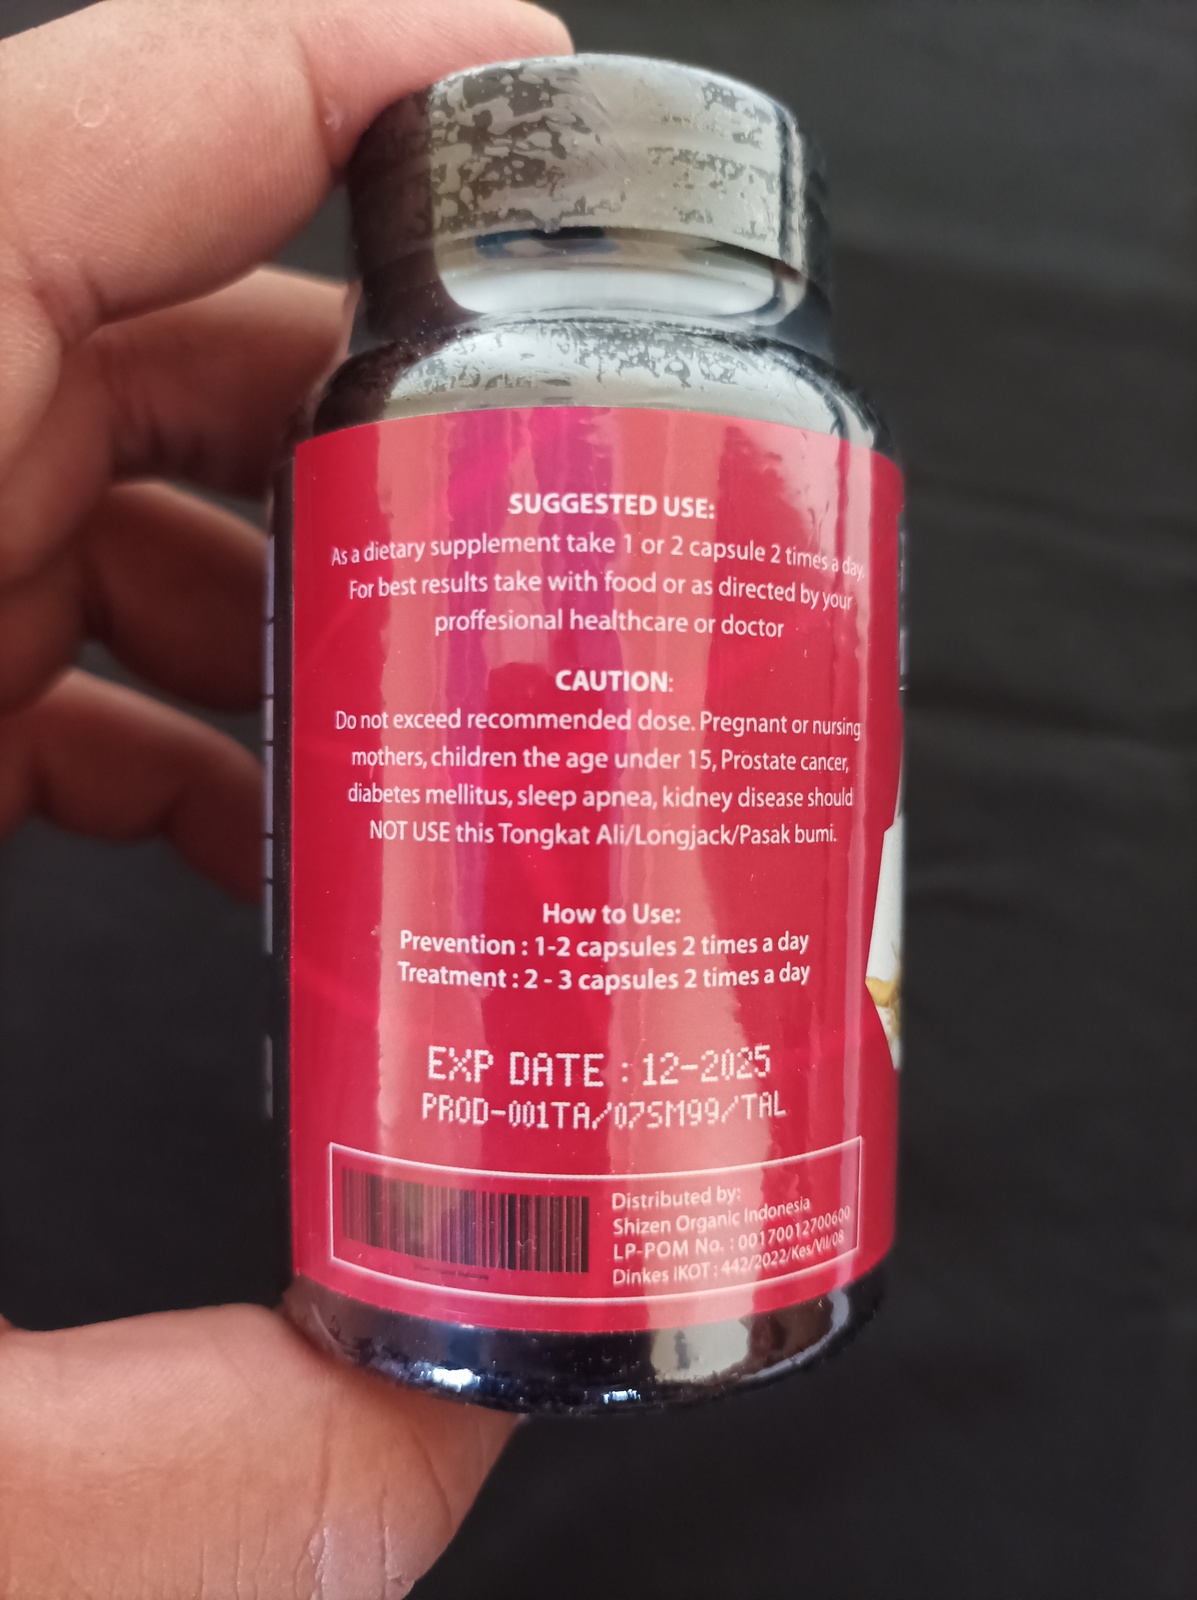 SUGGESTED USE:
As a dietary supplement take 1 or 2 capsule 2 times a day.
For best results take with food or as directed by your
proffesional healthcare or doctor
CAUTION:
Do not exceed recommended dose. Pregnant or nursing
mothers, children the age under 15, Prostate cancer,
diabetes mellitus, sleep apnea, kidney disease should
NOT USE this Tongkat Ali/Longjack/Pasak bumi.
How to Use:
Prevention : 1-2 capsules 2 times a day
Treatment : 2 - 3 capsules 2 times a day
EXP DATE : 12-2025
PROD-001TA/07SM99/TAL
Distributed by:
Shizen Organic Indonesia
LP-POM No. : 00170012700600
Dinkes IKOT : 442/2022/Kes/VII/08